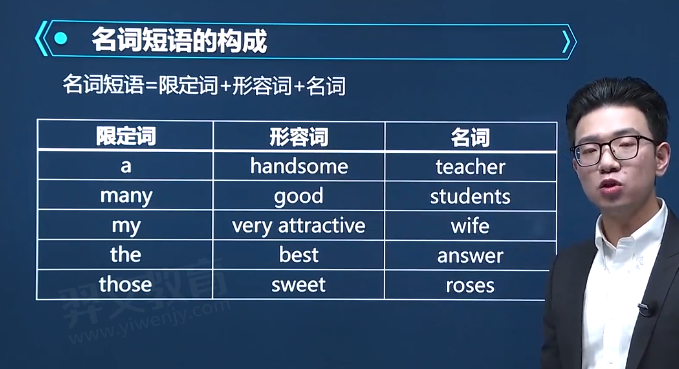 名词短语的构成
名词短语=限定词+形容词+名词
限定词 形容词 名词
a handsome teacher
many good students
my very attractive wife
the best answer
those sweet roses
羿文教育
www.yiwenjy.com